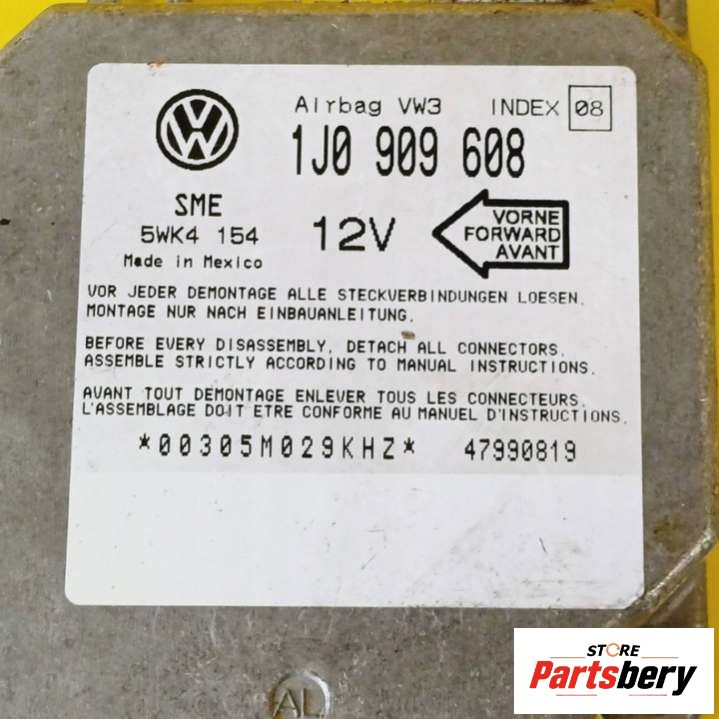 Airbag VW3 INDEX 08
1J0 909 608
SME
5WK4 154
Made in Mexico
12V
VORNE
FORWARD
AVANT
VOR JEDER DEMONTAGE ALLE STECKVERBINDUNGEN LOESEN.
MONTAGE NUR NACH EINBAUANLEITUNG.
BEFORE EVERY DISASSEMBLY, DETACH ALL CONNECTORS.
ASSEMBLE STRICTLY ACCORDING TO MANUAL INSTRUCTIONS.
AVANT TOUT DEMONTAGE ENLEVER TOUS LES CONNECTEURS.
L'ASSEMBLAGE DOIT ETRE CONFORME AU MANUEL D'INSTRUCTIONS.
*00305M029KHZ* 47990819
AL
STORE
Partsbery